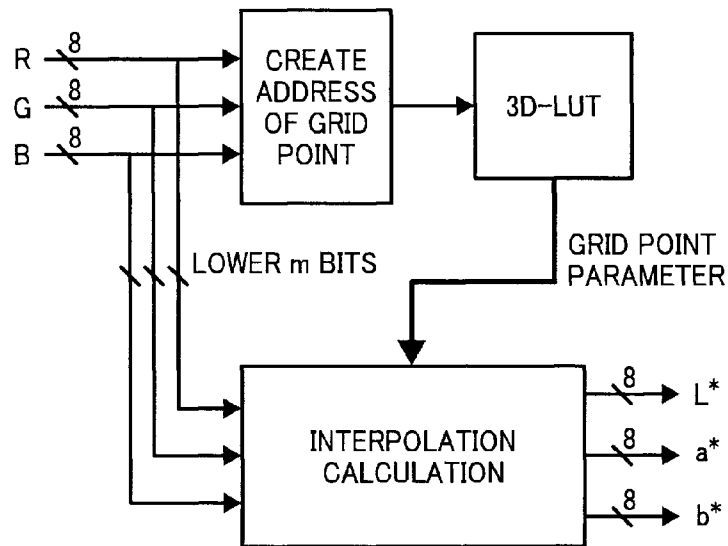 R 8
G 8
B 8
CREATE
ADDRESS
OF GRID
POINT
3D-LUT
LOWER m BITS
GRID POINT
PARAMETER
INTERPOLATION
CALCULATION
8 L*
8 a*
8 b*